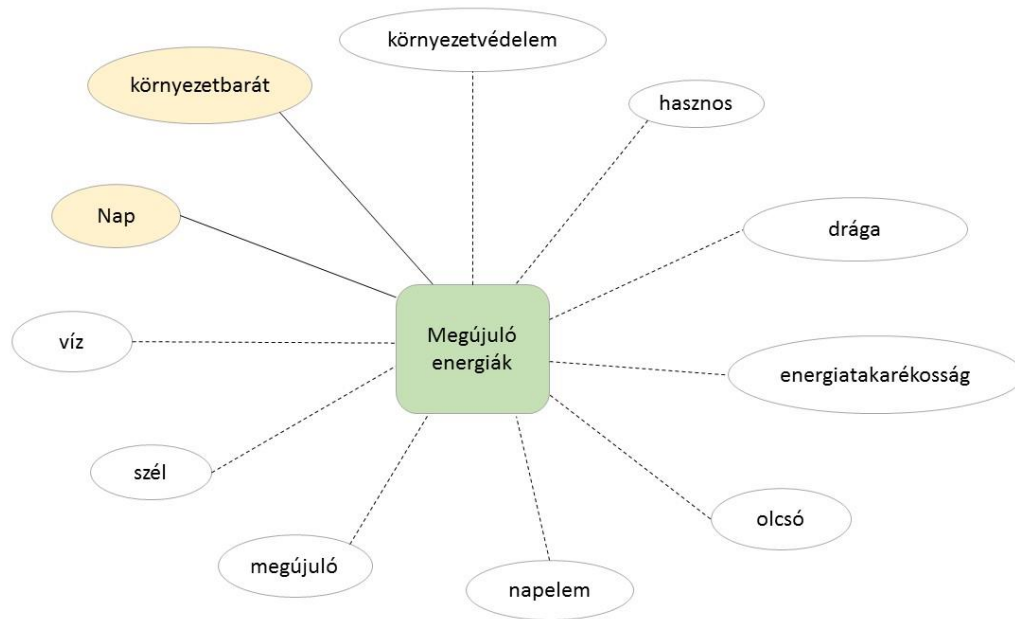 környezetvédelem
környezetbarát
hasznos
Nap
drága
Megújuló
energiák
víz
energiatakarékosság
szél
olcsó
megújuló
napelem